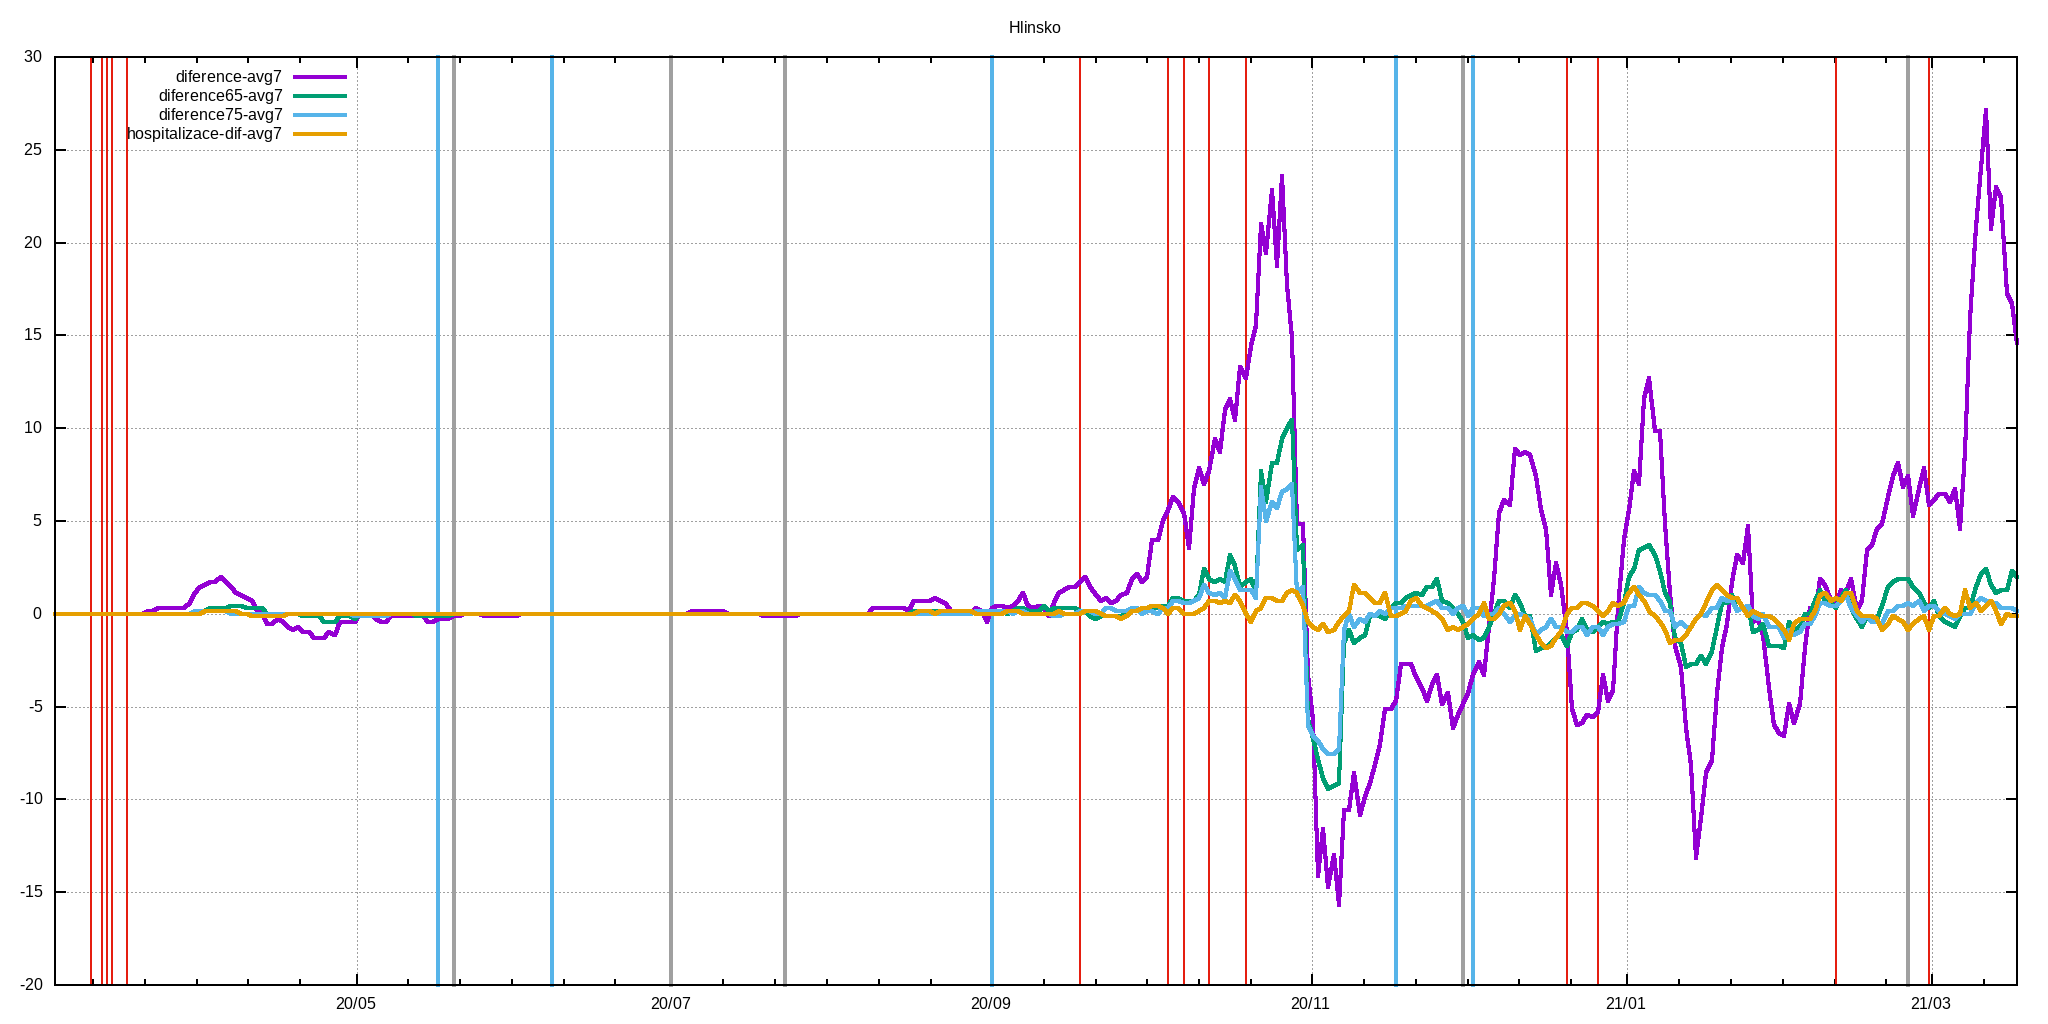 Hlinsko
30
25
20
15
10
5
0
-5
-10
-15
-20
diference-avg7
diference65-avg7
diference75-avg7
hospitalizace-dif-avg7
20/05 20/07 20/09 20/11 21/01 21/03